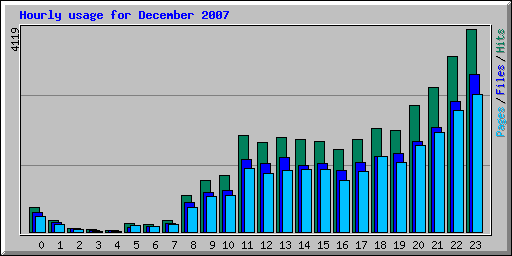 Hourly usage for December 2007
4119
Pages/Files/Hits
0 1 2 3 4 5 6 7 8 9 10 11 12 13 14 15 16 17 18 19 20 21 22 23